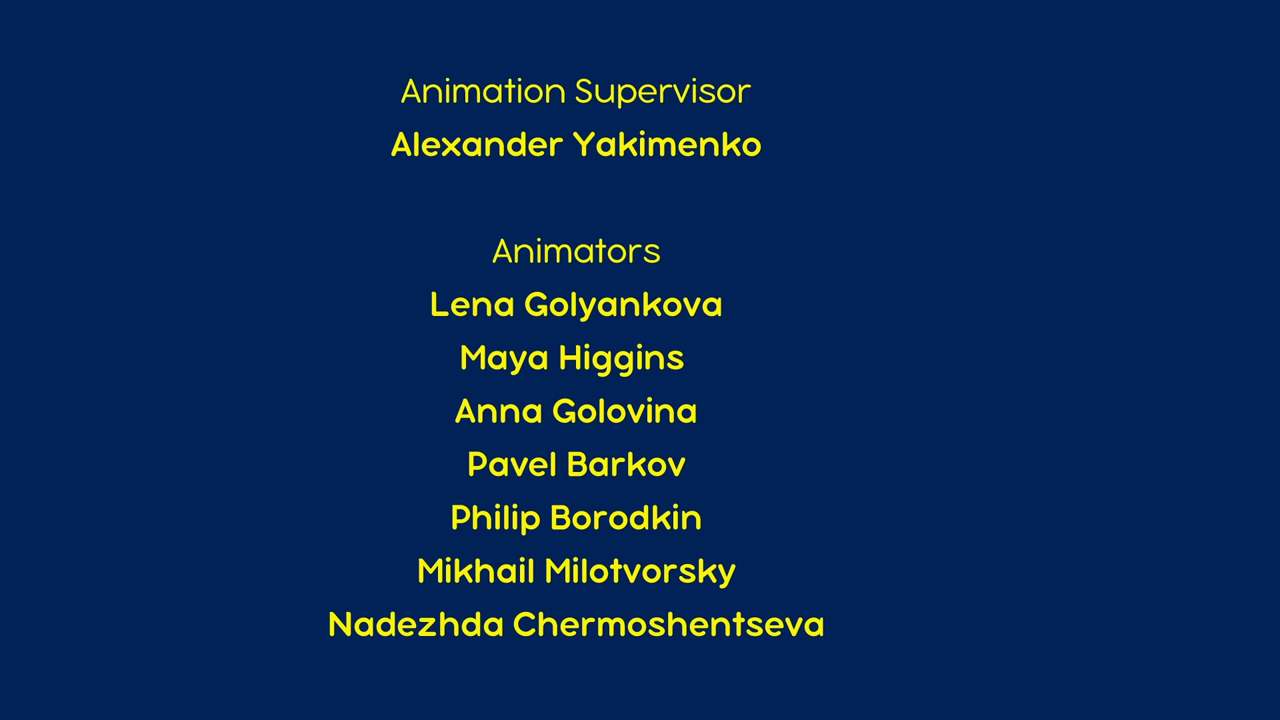 Animation Supervisor
Alexander Yakimenko
Animators
Lena Golyankova
Maya Higgins
Anna Golovina
Pavel Barkov
Philip Borodkin
Mikhail Milotvorsky
Nadezhda Chermoshentseva